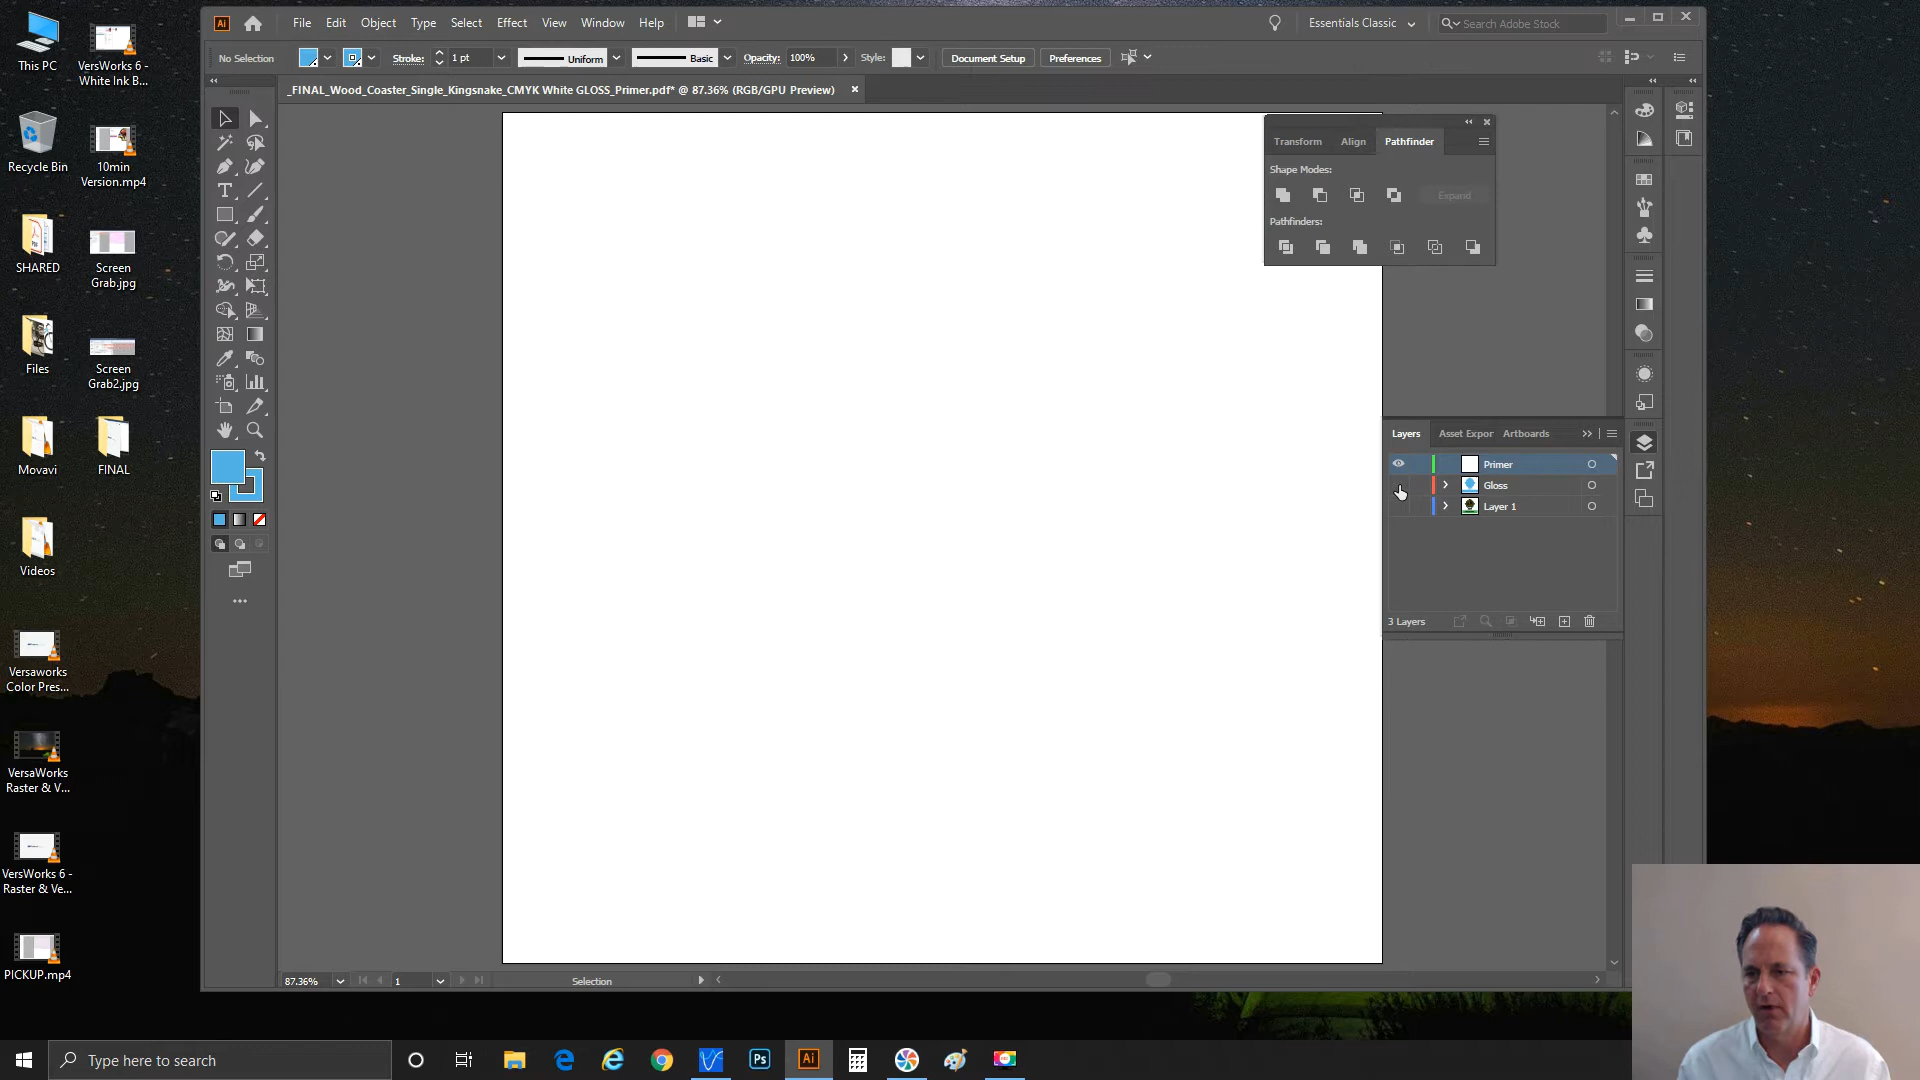 This PC
VersWorks 6 -
White Ink B...
Recycle Bin
10min
Version.mp4
SHARED
Screen
Grab.jpg
Files
Screen
Grab2.jpg
Movavi
FINAL
Videos
Versaworks
Color Pres...
VersaWorks
Raster & V...
VersWorks 6 -
Raster & Ve...
PICKUP.mp4
Ai
File Edit Object Type Select Effect View Window Help
Essentials Classic
Search Adobe Stock
No Selection
Stroke: 1 pt
Uniform
Basic
Opacity: 100%
Style:
Document Setup
Preferences
_FINAL_Wood_Coaster_Single_Kingsnake_CMYK White GLOSS_Primer.pdf* @ 87.36% (RGB/GPU Preview)
Transform Align Pathfinder
Shape Modes:
Expand
Pathfinders:
Layers Asset Expor Artboards
Primer
Gloss
Layer 1
3 Layers
87.36%
1
Selection
Type here to search
Ps
Ai